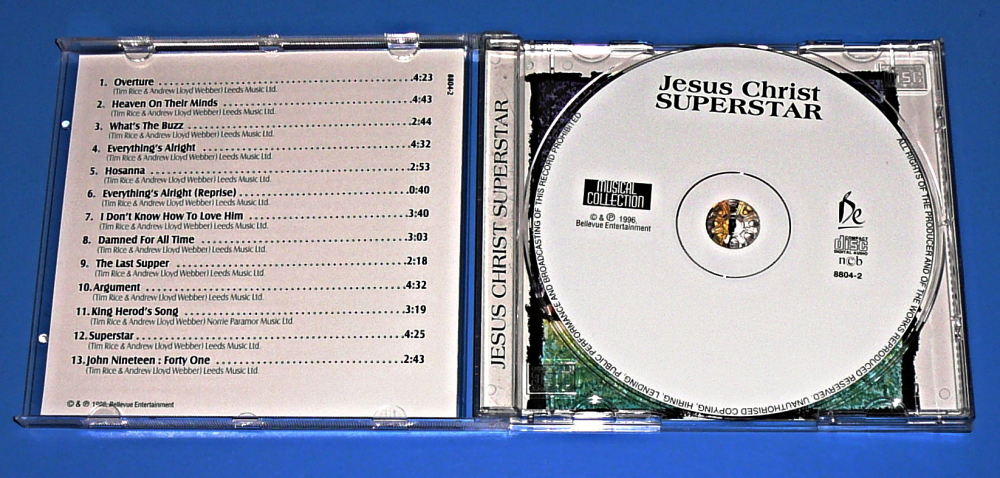 1. Overture 4:23
(Tim Rice & Andrew Lloyd Webber) Leeds Music Ltd.
2. Heaven On Their Minds 4:43
(Tim Rice & Andrew Lloyd Webber) Leeds Music Ltd.
3. What's The Buzz 2:44
(Tim Rice & Andrew Lloyd Webber) Leeds Music Ltd.
4. Everything's Alright 4:32
(Tim Rice & Andrew Lloyd Webber) Leeds Music Ltd.
5. Hosanna 2:53
(Tim Rice & Andrew Lloyd Webber) Leeds Music Ltd.
6. Everything's Alright (Reprise) 0:40
(Tim Rice & Andrew Lloyd Webber) Leeds Music Ltd.
7. I Don't Know How To Love Him 3:40
(Tim Rice & Andrew Lloyd Webber) Leeds Music Ltd.
8. Damned For All Time 3:03
(Tim Rice & Andrew Lloyd Webber) Leeds Music Ltd.
9. The Last Supper 2:18
(Tim Rice & Andrew Lloyd Webber) Leeds Music Ltd.
10. Argument 4:32
(Tim Rice & Andrew Lloyd Webber) Leeds Music Ltd.
11. King Herod's Song 3:19
(Tim Rice & Andrew Lloyd Webber) Norrie Paramor Music Ltd.
12. Superstar 4:25
(Tim Rice & Andrew Lloyd Webber) Leeds Music Ltd.
13. John Nineteen : Forty One 2:43
(Tim Rice & Andrew Lloyd Webber) Leeds Music Ltd.
© & ℗ 1996, Bellevue Entertainment
8804-2
JESUS CHRIST SUPERSTAR
Jesus Christ
SUPERSTAR
MUSICAL
COLLECTION
© & ℗ 1996,
Bellevue Entertainment
Be
COMPACT
disc
DIGITAL AUDIO
ncb
8804-2
ALL RIGHTS OF THE PRODUCER AND OF THE WORKS REPRODUCED RESERVED. UNAUTHORISED COPYING, HIRING, LENDING, PUBLIC PERFORMANCE AND BROADCASTING OF THIS RECORD PROHIBITED
disc